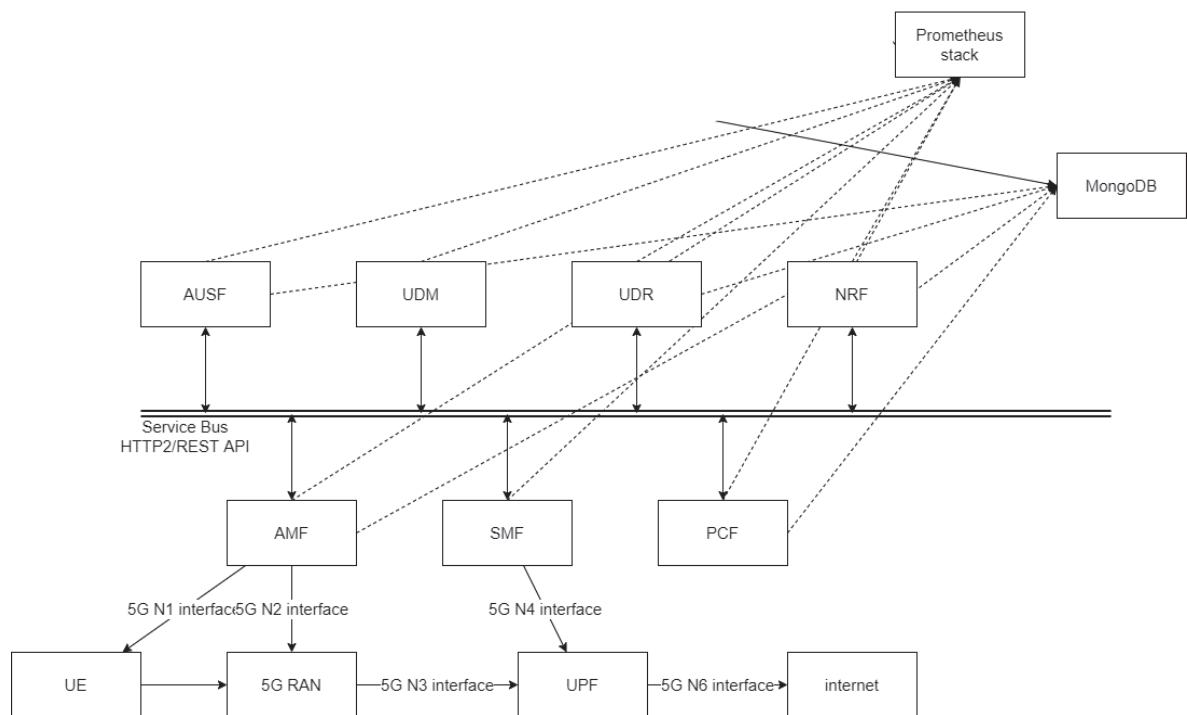 Prometheus
stack
MongoDB
AUSF
UDM
UDR
NRF
Service Bus
HTTP2/REST API
AMF
SMF
PCF
5G N1 interface
5G N2 interface
5G N4 interface
UE
5G RAN
5G N3 interface
UPF
5G N6 interface
internet